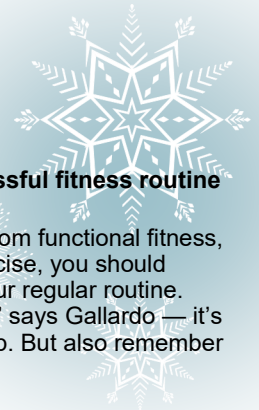 ssful fitness routine
om functional fitness,
cise, you should
ur regular routine.
" says Gallardo — it's
o. But also remember